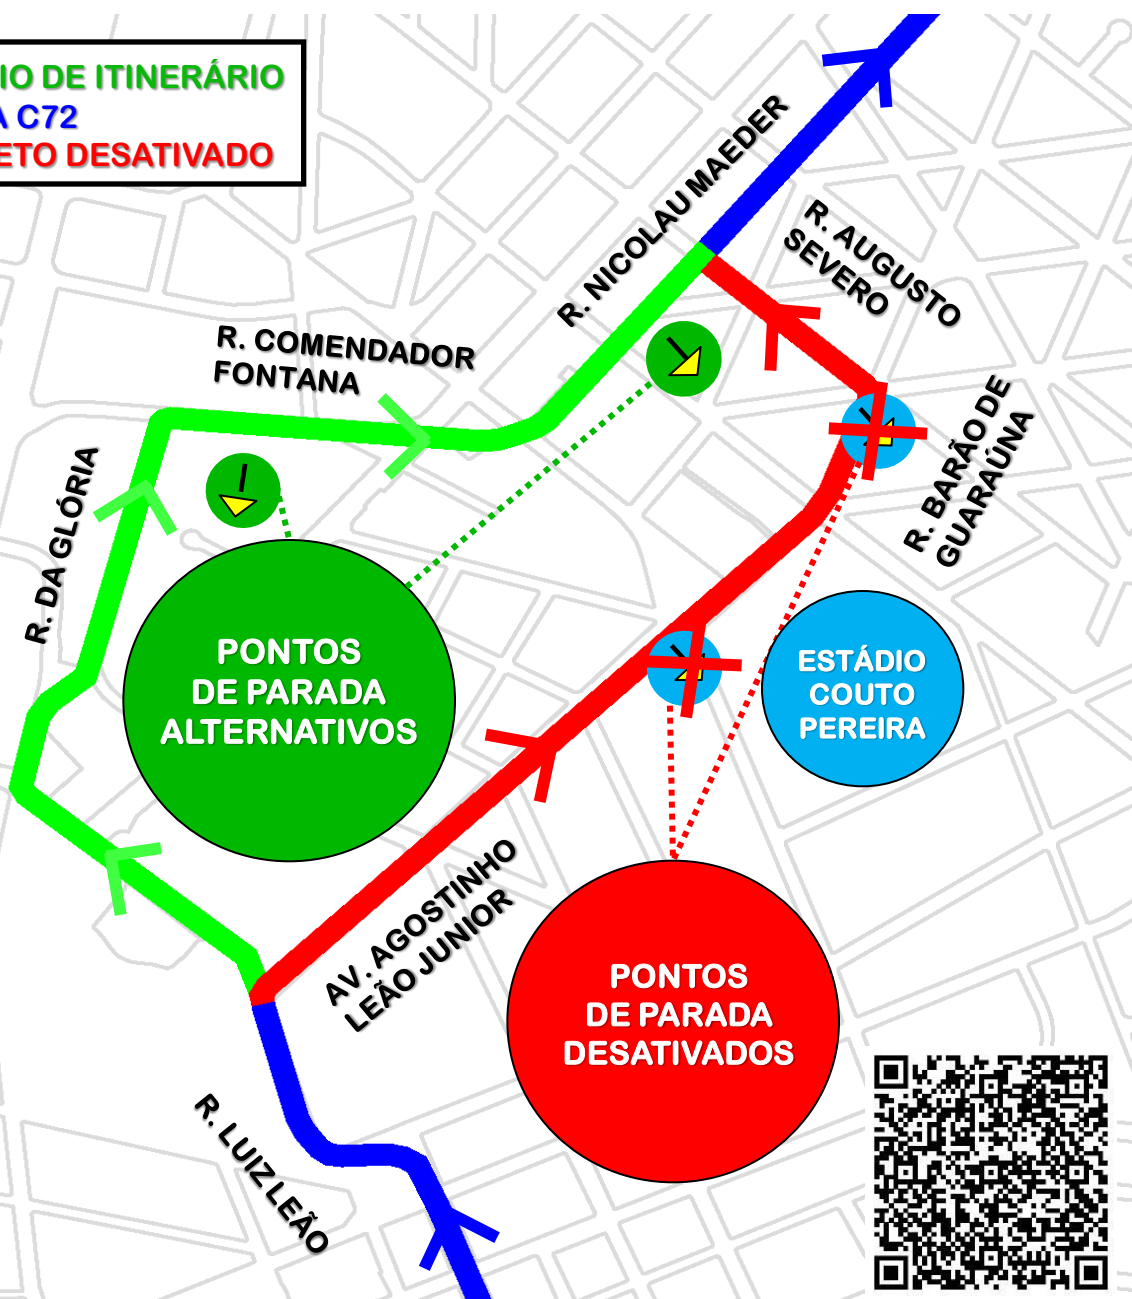 IO DE ITINERÁRIO
A C72
ETO DESATIVADO
R. NICOLAU MAEDER
R. AUGUSTO
SEVERO
R. COMENDADOR
FONTANA
R. BARÃO DE
GUARAÚNA
R. DA GLÓRIA
PONTOS
DE PARADA
ALTERNATIVOS
ESTÁDIO
COUTO
PEREIRA
AV. AGOSTINHO
LEÃO JUNIOR
PONTOS
DE PARADA
DESATIVADOS
R. LUIZ LEÃO